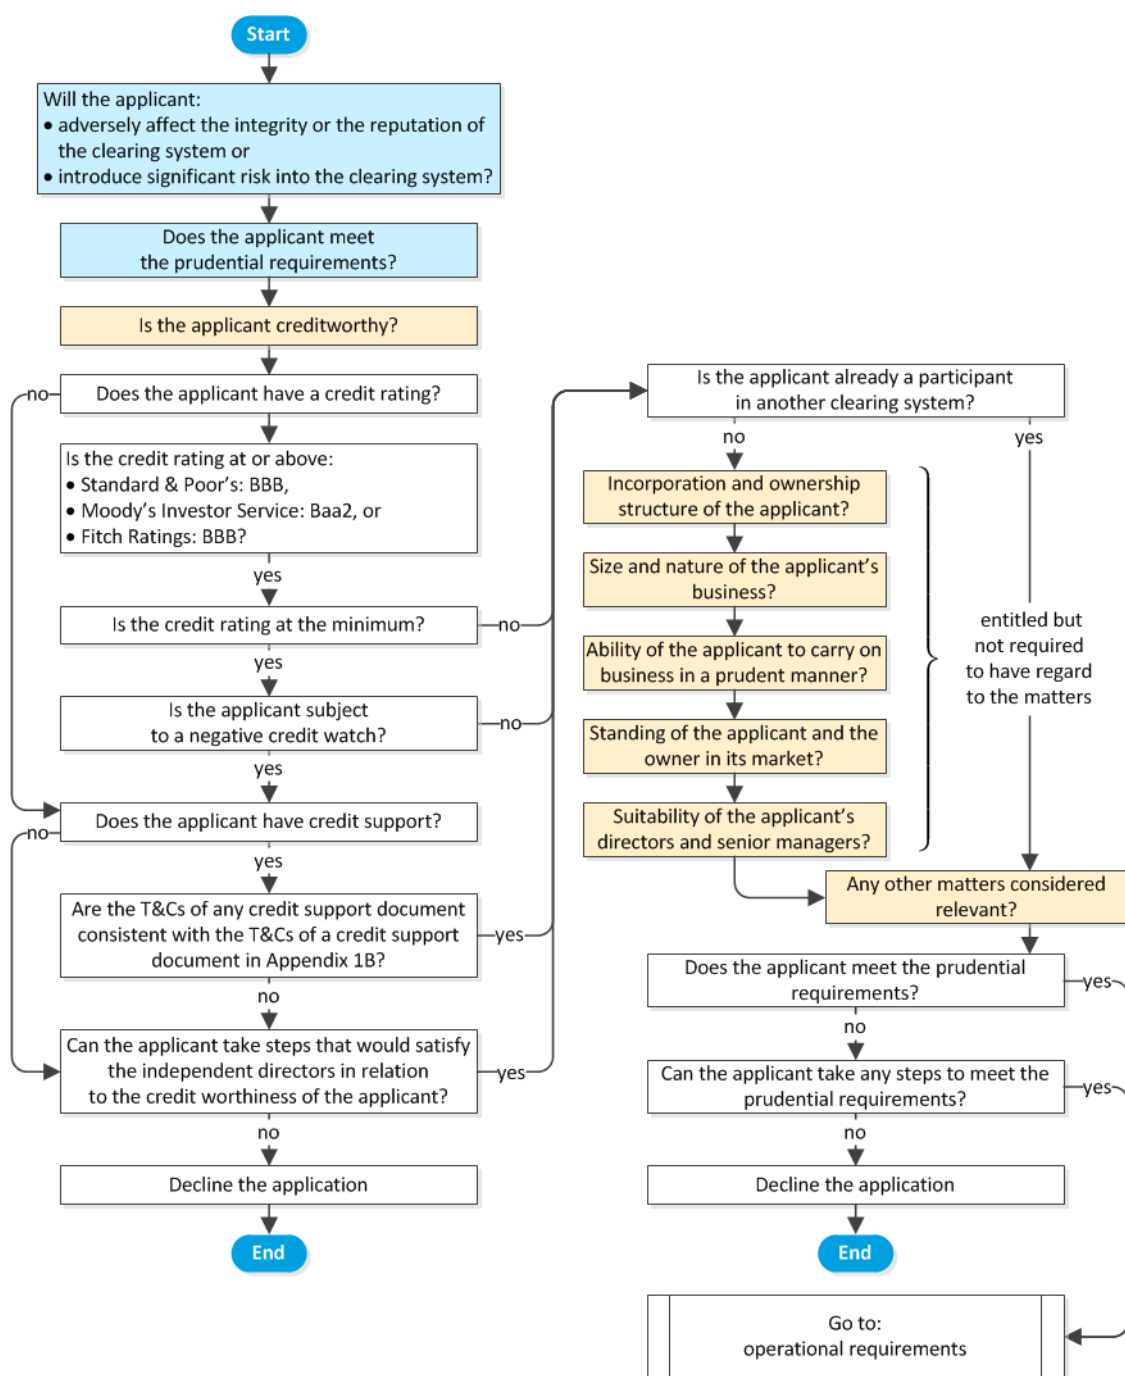 Start
Will the applicant:
• adversely affect the integrity or the reputation of
the clearing system or
• introduce significant risk into the clearing system?
Does the applicant meet
the prudential requirements?
Is the applicant creditworthy?
no
Does the applicant have a credit rating?
Is the credit rating at or above:
• Standard & Poor's: BBB,
• Moody's Investor Service: Baa2, or
• Fitch Ratings: BBB?
yes
Is the credit rating at the minimum?
no
yes
Is the applicant subject
to a negative credit watch?
no
yes
Does the applicant have credit support?
no
yes
Are the T&Cs of any credit support document
consistent with the T&Cs of a credit support
document in Appendix 1B?
yes
no
Can the applicant take steps that would satisfy
the independent directors in relation
to the credit worthiness of the applicant?
yes
no
Decline the application
End
Is the applicant already a participant
in another clearing system?
no
yes
Incorporation and ownership
structure of the applicant?
Size and nature of the applicant's
business?
Ability of the applicant to carry on
business in a prudent manner?
Standing of the applicant and the
owner in its market?
Suitability of the applicant's
directors and senior managers?
entitled but
not required
to have regard
to the matters
Any other matters considered
relevant?
Does the applicant meet the prudential
requirements?
yes
no
Can the applicant take any steps to meet the
prudential requirements?
yes
no
Decline the application
End
Go to:
operational requirements